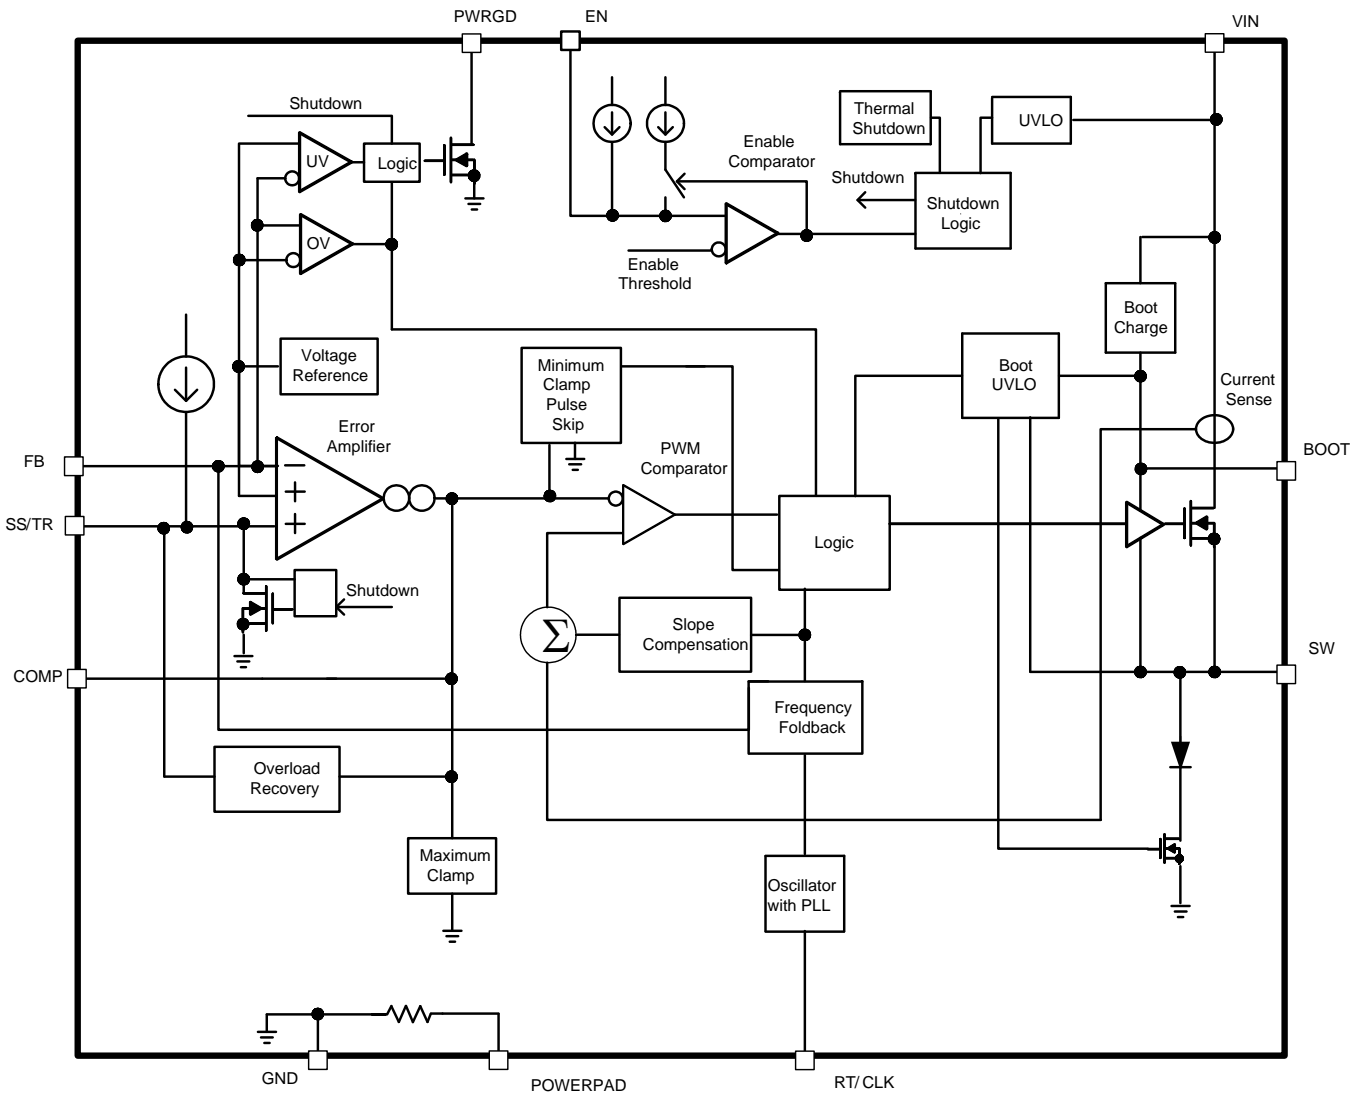 PWRGD
EN
VIN
Shutdown
UV
Logic
OV
Enable
Comparator
Enable
Threshold
Thermal
Shutdown
UVLO
Shutdown
Shutdown
Logic
Boot
Charge
Voltage
Reference
Minimum
Clamp
Pulse
Skip
Boot
UVLO
Current
Sense
Error
Amplifier
PWM
Comparator
FB
BOOT
SS/TR
Logic
Shutdown
Σ
Slope
Compensation
SW
COMP
Frequency
Foldback
Overload
Recovery
Maximum
Clamp
Oscillator
with PLL
GND
POWERPAD
RT/CLK